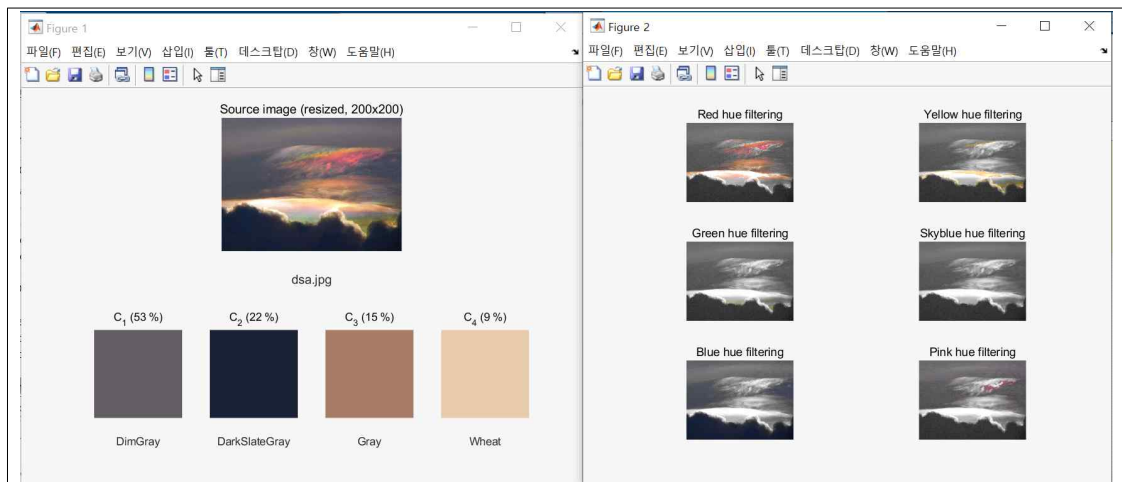 Figure 1
파일(F) 편집(E) 보기(V) 삽입(I) 툴(T) 데스크탑(D) 창(W) 도움말(H)
Source image (resized, 200x200)
dsa.jpg
C1 (53 %) C2 (22 %) C3 (15 %) C4 (9 %)
DimGray DarkSlateGray Gray Wheat
Figure 2
파일(F) 편집(E) 보기(V) 삽입(I) 툴(T) 데스크탑(D) 창(W) 도움말(H)
Red hue filtering Yellow hue filtering
Green hue filtering Skyblue hue filtering
Blue hue filtering Pink hue filtering